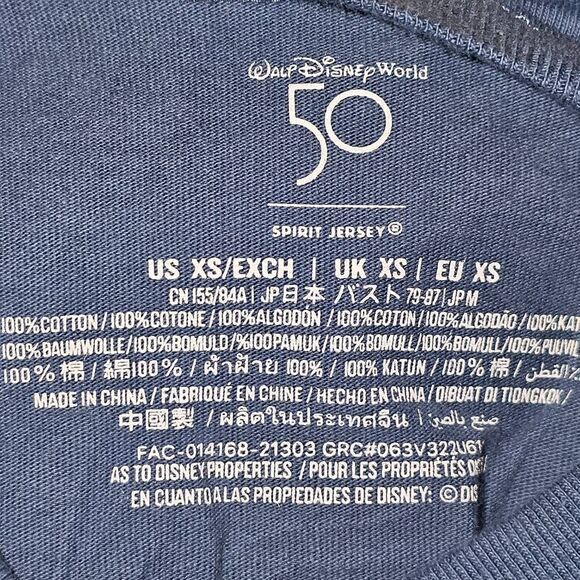 Walt Disney World
50
SPIRIT JERSEY®
US XS/EXCH | UK XS | EU XS
CN 155/84A | JP日本 バスト 79-87 | JP M
100%COTTON/100%COTONE/100%ALGODÓN/100%COTON/100%ALGODÃO/100%KAT
100%BAUMWOLLE/100%BOMULD/%100PAMUK/100%BOMULL/100%BOMULL/100%PUUVIL
100%棉/綿100%/ผ้าฝ้าย 100%/100% KATUN/100%棉/القطن
MADE IN CHINA/FABRIQUÉ EN CHINE/HECHO EN CHINA/DIBUAT DI TIONGKOK/
中國製/ผลิตในประเทศจีน/صنع بالصين
FAC-014168-21303 GRC#063V322U61
AS TO DISNEY PROPERTIES/POUR LES PROPRIÉTÉS
EN CUANTO A LAS PROPIEDADES DE DISNEY: ©DIS